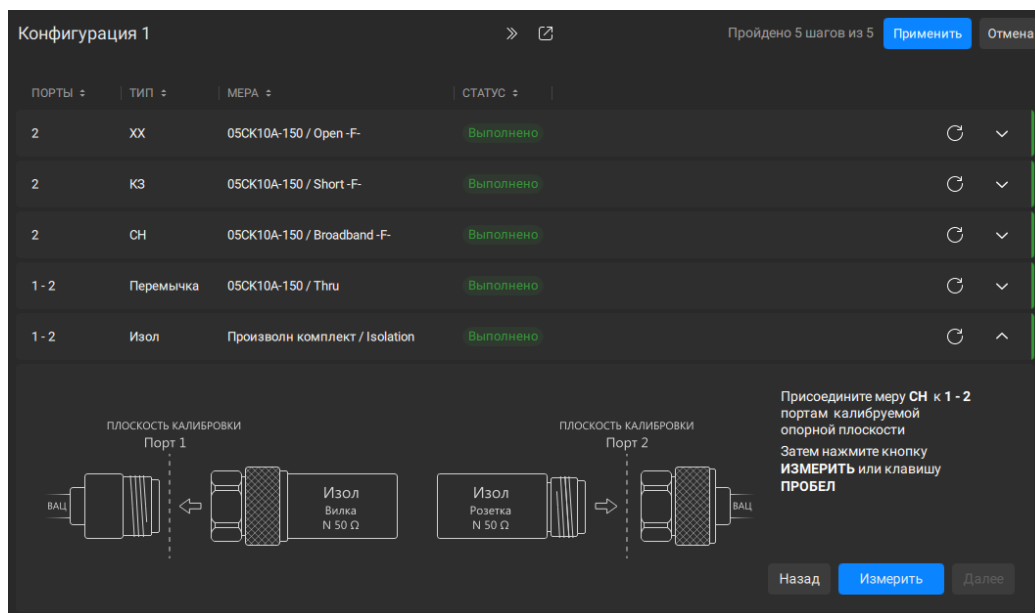 Конфигурация 1
Пройдено 5 шагов из 5 Применить Отмена
ПОРТЫ ТИП МЕРА СТАТУС
2 ХХ 05CK10A-150 / Open -F- Выполнено
2 КЗ 05CK10A-150 / Short -F- Выполнено
2 СН 05CK10A-150 / Broadband -F- Выполнено
1 - 2 Перемычка 05CK10A-150 / Thru Выполнено
1 - 2 Изол Произволн комплект / Isolation Выполнено
ПЛОСКОСТЬ КАЛИБРОВКИ
Порт 1
ВАЦ
Изол
Вилка
N 50 Ω
ПЛОСКОСТЬ КАЛИБРОВКИ
Порт 2
Изол
Розетка
N 50 Ω
ВАЦ
Присоедините меру СН к 1 - 2
портам калибруемой
опорной плоскости
Затем нажмите кнопку
ИЗМЕРИТЬ или клавишу
ПРОБЕЛ
Назад Измерить Далее